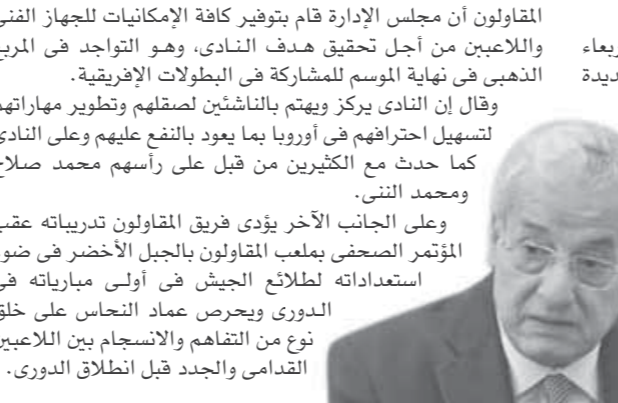 المقاولون أن مجلس الإدارة قام بتوفير كافة الإمكانيات للجهاز الفنى
واللاعبين من أجل تحقيق هدف النادى، وهو التواجد فى المربع
الذهبى فى نهاية الموسم للمشاركة فى البطولات الإفريقية.
وقال إن النادى يركز ويهتم بالناشئين لصقلهم وتطوير مهاراتهم
لتسهيل احترافهم فى أوروبا بما يعود بالنفع عليهم وعلى النادى
كما حدث مع الكثيرين من قبل على رأسهم محمد صلاح
ومحمد الننى.
وعلى الجانب الآخر يؤدى فريق المقاولون تدريباته عقب
المؤتمر الصحفى بملعب المقاولون بالجبل الأخضر فى ضوء
استعداداته لطلائع الجيش فى أولى مبارياته فى
الدورى ويحرص عماد النحاس على خلق
نوع من التفاهم والانسجام بين اللاعبين
القدامى والجدد قبل انطلاق الدورى.